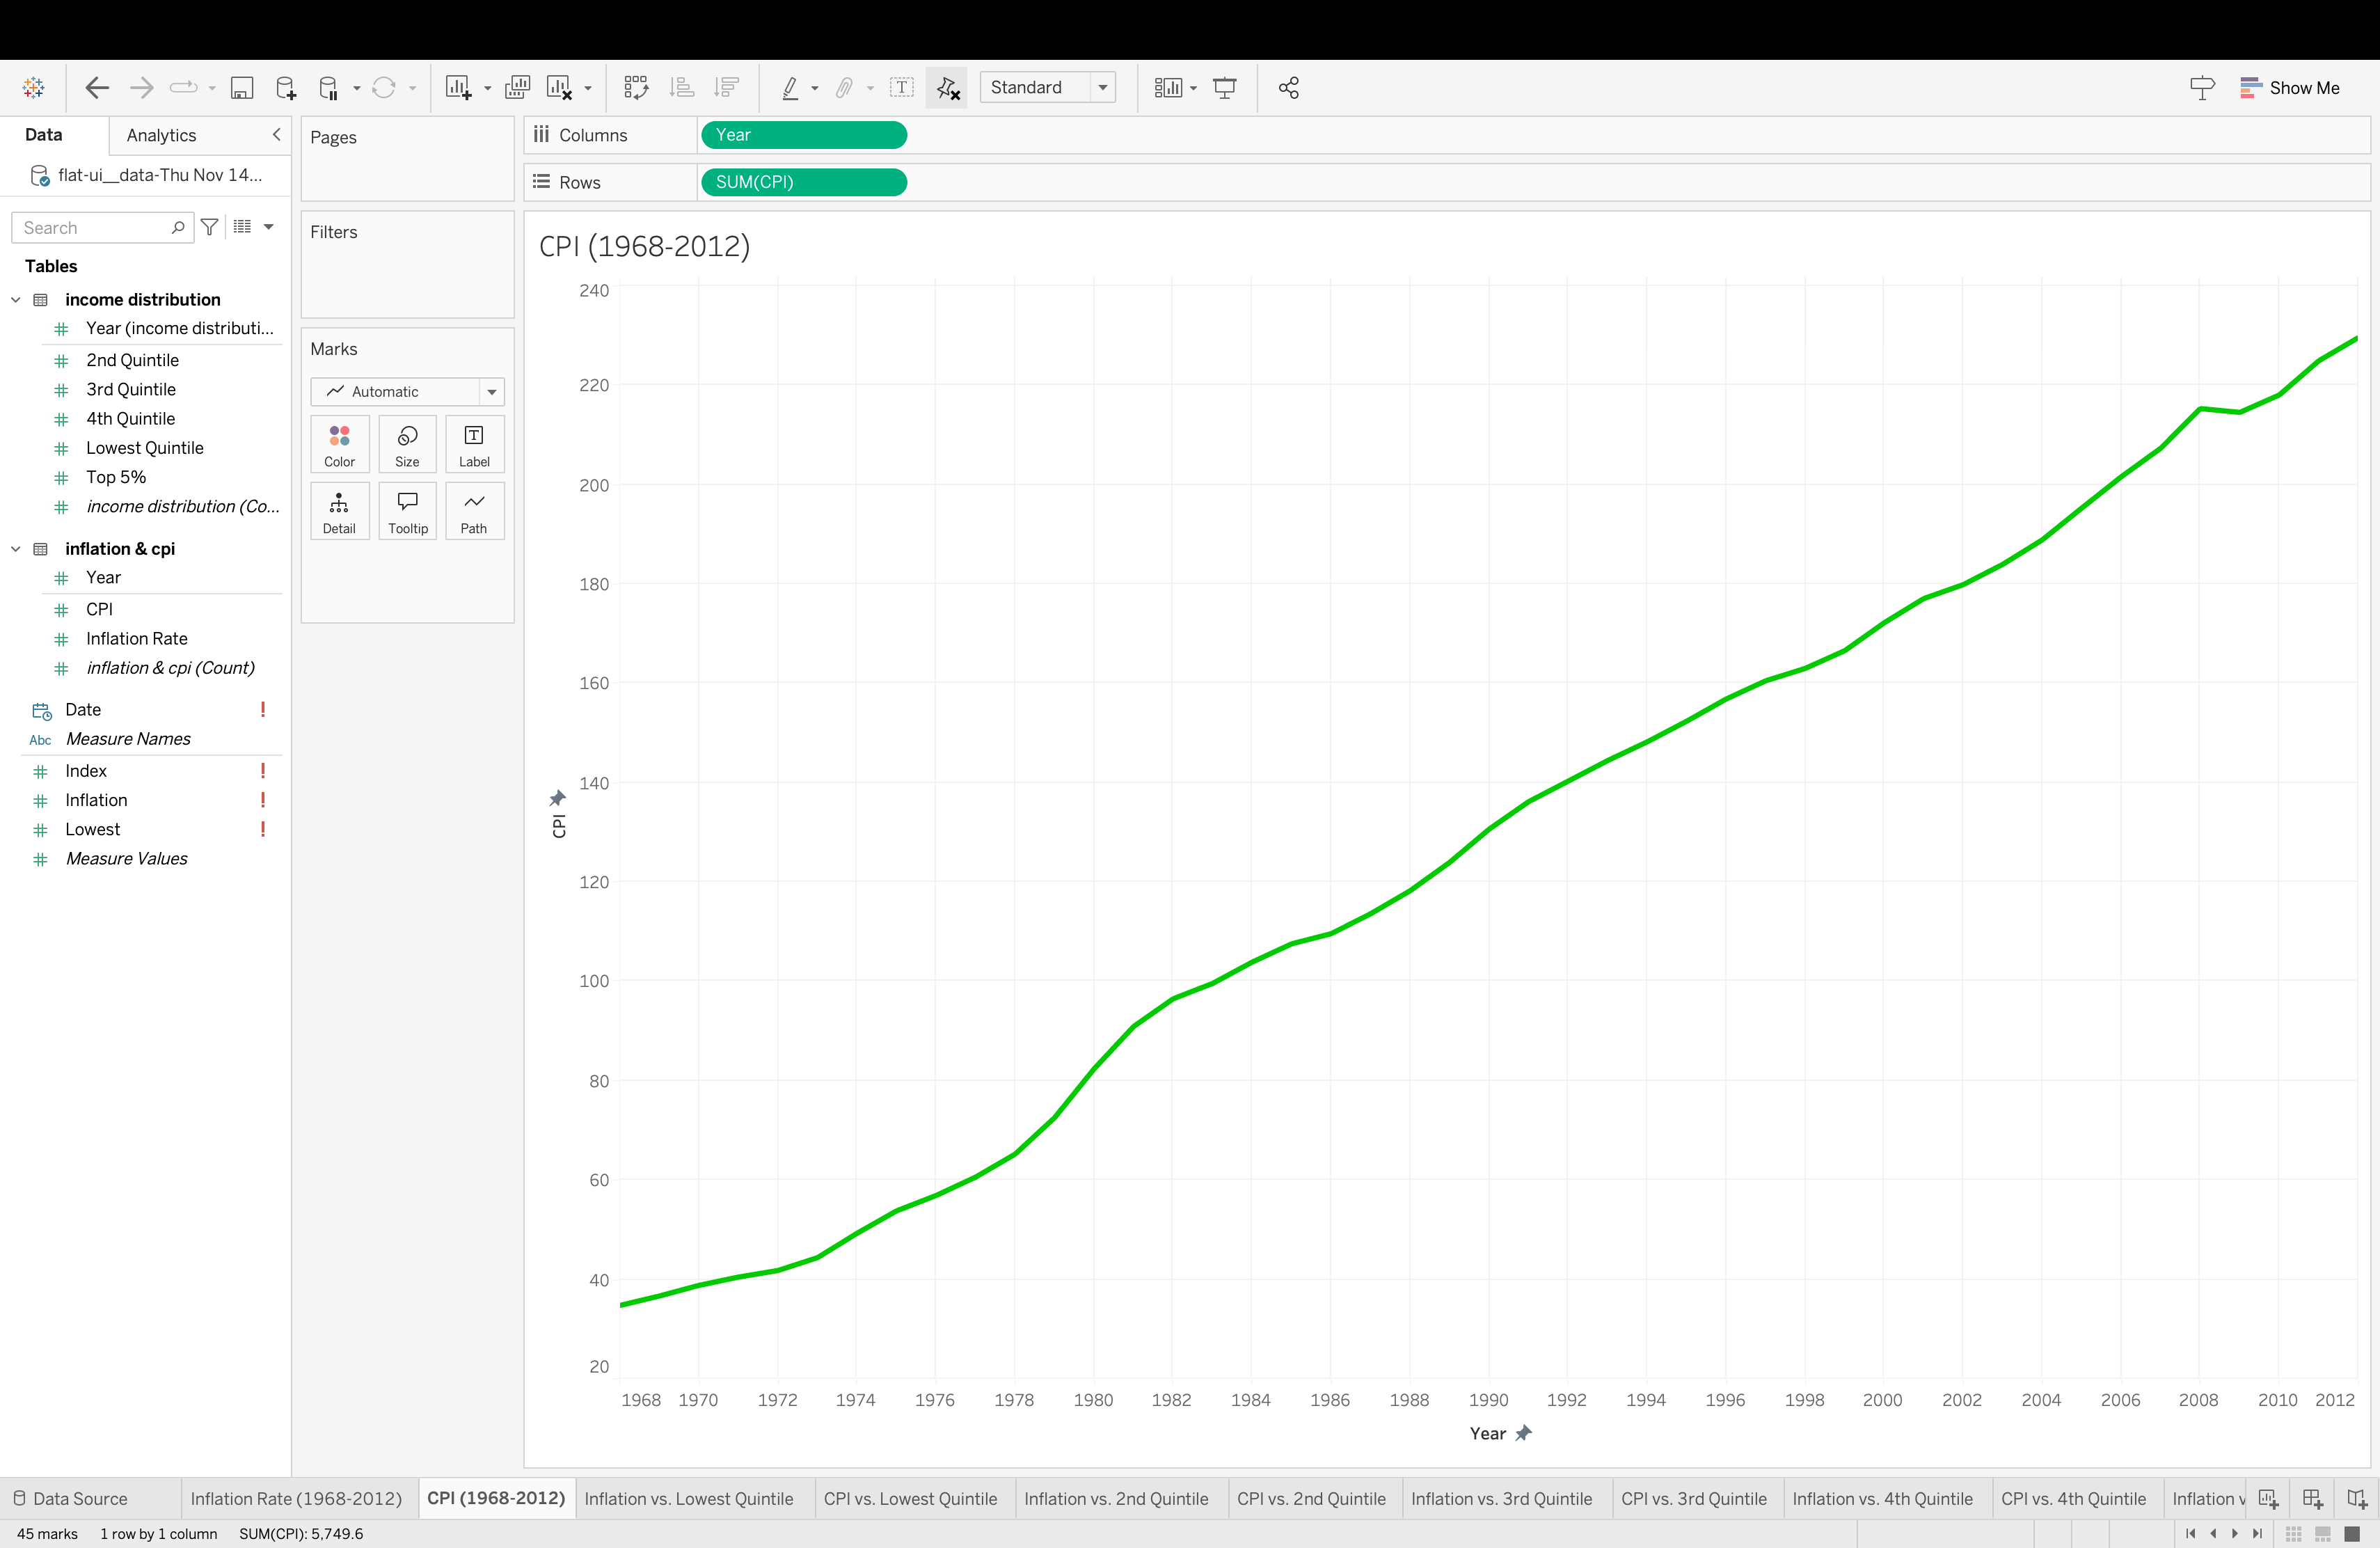 Standard
Show Me
Data
Analytics
flat-ui__data-Thu Nov 14...
Search
Tables
income distribution
Year (income distributi...
2nd Quintile
3rd Quintile
4th Quintile
Lowest Quintile
Top 5%
income distribution (Co...
inflation & cpi
Year
CPI
Inflation Rate
inflation & cpi (Count)
Date !
Abc Measure Names
Index !
Inflation !
Lowest !
Measure Values
Pages
Filters
Marks
Automatic
Color Size Label
Detail Tooltip Path
Columns Year
Rows SUM(CPI)
CPI (1968-2012)
240
220
200
180
160
140
120
100
80
60
40
20
CPI
1968 1970 1972 1974 1976 1978 1980 1982 1984 1986 1988 1990 1992 1994 1996 1998 2000 2002 2004 2006 2008 2010 2012
Year
Data Source Inflation Rate (1968-2012) CPI (1968-2012) Inflation vs. Lowest Quintile CPI vs. Lowest Quintile Inflation vs. 2nd Quintile CPI vs. 2nd Quintile Inflation vs. 3rd Quintile CPI vs. 3rd Quintile Inflation vs. 4th Quintile CPI vs. 4th Quintile Inflation v
45 marks 1 row by 1 column SUM(CPI): 5,749.6